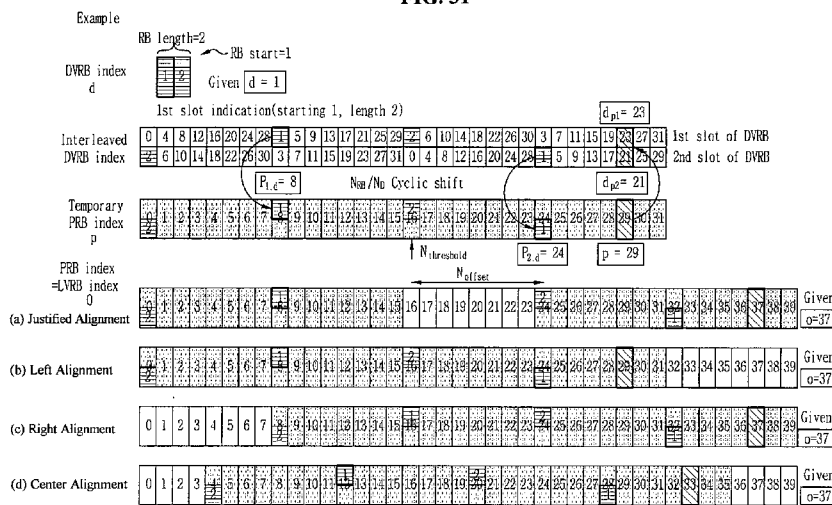 FIG. 31
Example
RB length=2
RB start=1
DVRB index
d
1 2
Given d = 1
1st slot indication(starting 1, length 2)
d_p1 = 23
Interleaved
DVRB index
0 4 8 12 16 20 24 28 1 5 9 13 17 21 25 29 2 6 10 14 18 22 26 30 3 7 11 15 19 23 27 31 1st slot of DVRB
2 6 10 14 18 22 26 30 3 7 11 15 19 23 27 31 0 4 8 12 16 20 24 28 1 5 9 13 17 21 25 29 2nd slot of DVRB
P_1,d = 8
N_RB/N_D Cyclic shift
d_p2 = 21
Temporary
PRB index
p
0 1 2 3 4 5 6 7 8 9 10 11 12 13 14 15 16 17 18 19 20 21 22 23 24 25 26 27 28 29 30 31
N_threshold
P_2,d = 24
p = 29
PRB index
=LVRB index
O
N_offset
(a) Justified Alignment
0 1 2 3 4 5 6 7 8 9 10 11 12 13 14 15 16 17 18 19 20 21 22 23 24 25 26 27 28 29 30 31 32 33 34 35 36 37 38 39
Given
o=37
(b) Left Alignment
0 1 2 3 4 5 6 7 8 9 10 11 12 13 14 15 16 17 18 19 20 21 22 23 24 25 26 27 28 29 30 31 32 33 34 35 36 37 38 39
Given
o=37
(c) Right Alignment
0 1 2 3 4 5 6 7 8 9 10 11 12 13 14 15 16 17 18 19 20 21 22 23 24 25 26 27 28 29 30 31 32 33 34 35 36 37 38 39
Given
o=37
(d) Center Alignment
0 1 2 3 4 5 6 7 8 9 10 11 12 13 14 15 16 17 18 19 20 21 22 23 24 25 26 27 28 29 30 31 32 33 34 35 36 37 38 39
Given
o=37